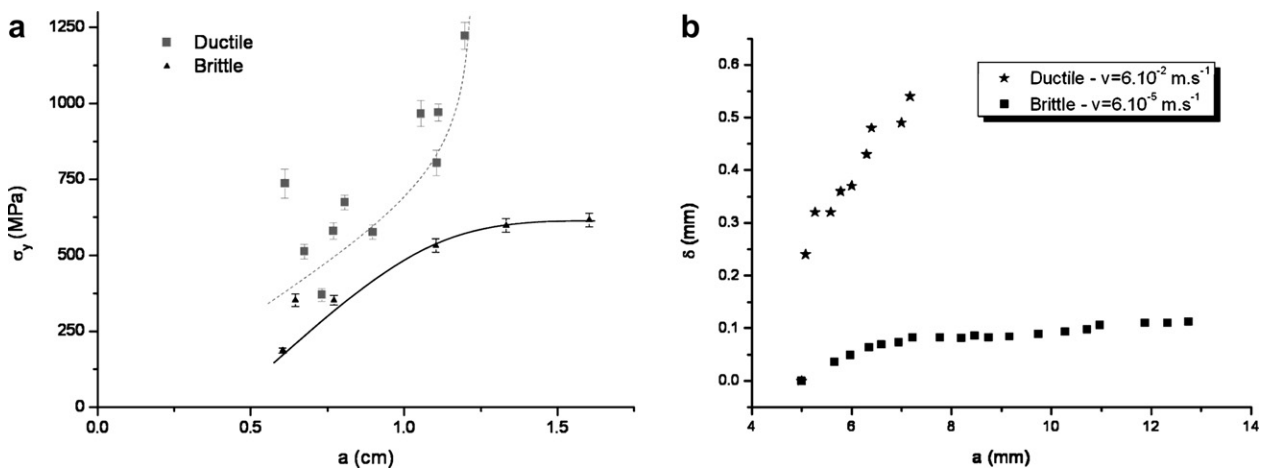 a
Ductile
Brittle
σy (MPa)
1250
1000
750
500
250
0
0.0
0.5
1.0
1.5
a (cm)
b
Ductile - v=6.10⁻² m.s⁻¹
Brittle - v=6.10⁻⁵ m.s⁻¹
δ (mm)
0.6
0.5
0.4
0.3
0.2
0.1
0.0
4
6
8
10
12
14
a (mm)